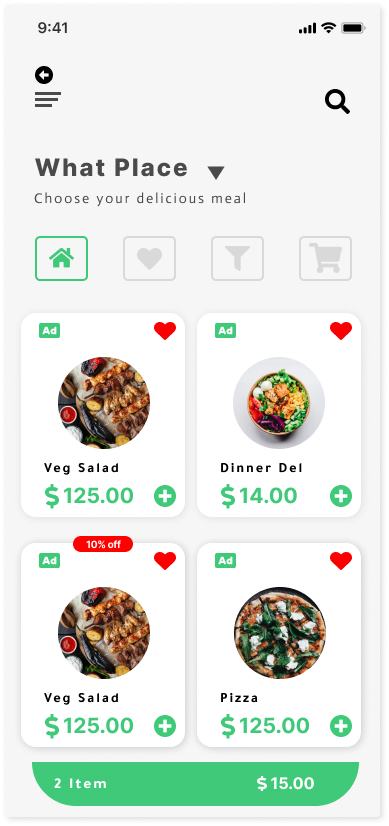 9:41
What Place
Choose your delicious meal
Ad
Ad
Veg Salad
Dinner Del
$125.00
$14.00
10% off
Ad
Ad
Veg Salad
Pizza
$125.00
$125.00
2 Item
$15.00